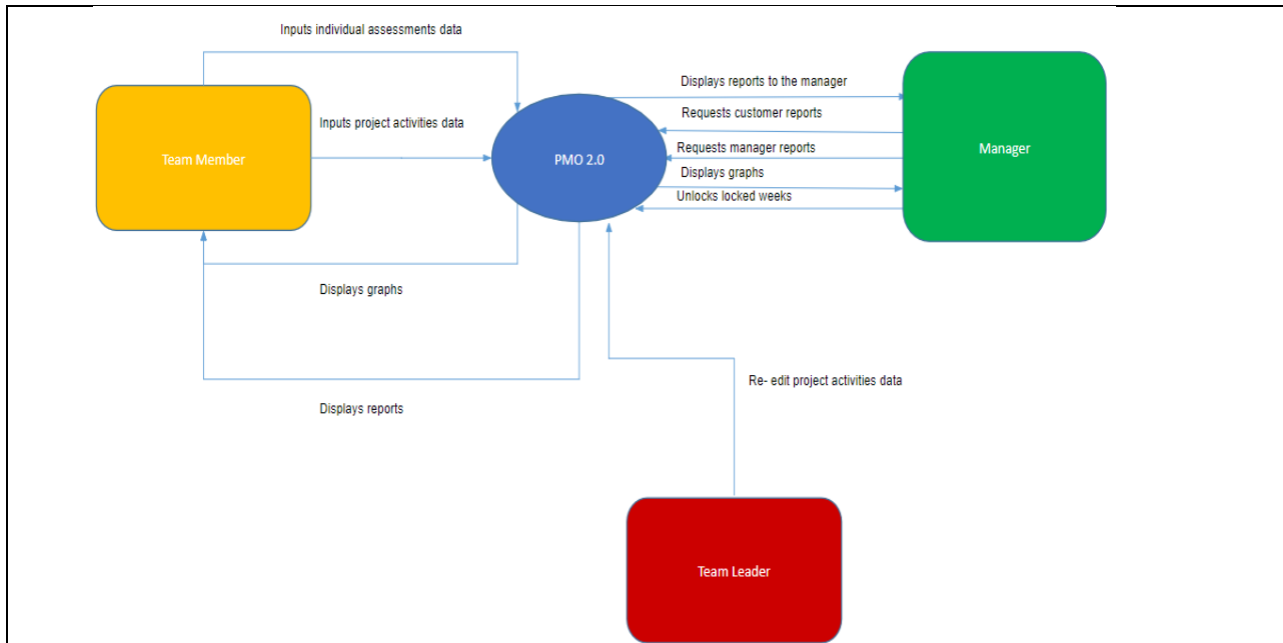 Inputs individual assessments data
Displays reports to the manager
Requests customer reports
Inputs project activities data
Team Member
PMO 2.0
Requests manager reports
Manager
Displays graphs
Unlocks locked weeks
Displays graphs
Re- edit project activities data
Displays reports
Team Leader